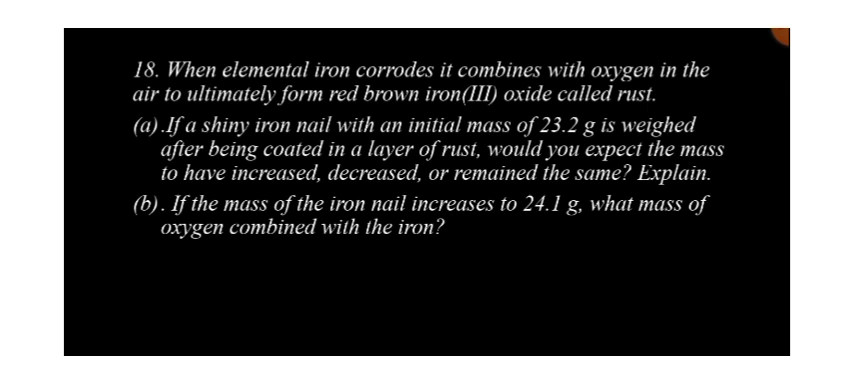 18. When elemental iron corrodes it combines with oxygen in the
air to ultimately form red brown iron(III) oxide called rust.
(a).If a shiny iron nail with an initial mass of 23.2 g is weighed
after being coated in a layer of rust, would you expect the mass
to have increased, decreased, or remained the same? Explain.
(b). If the mass of the iron nail increases to 24.1 g, what mass of
oxygen combined with the iron?